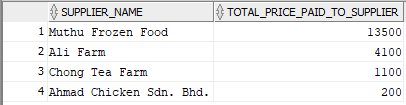 SUPPLIER_NAME TOTAL_PRICE_PAID_TO_SUPPLIER
1 Muthu Frozen Food 13500
2 Ali Farm 4100
3 Chong Tea Farm 1100
4 Ahmad Chicken Sdn. Bhd. 200